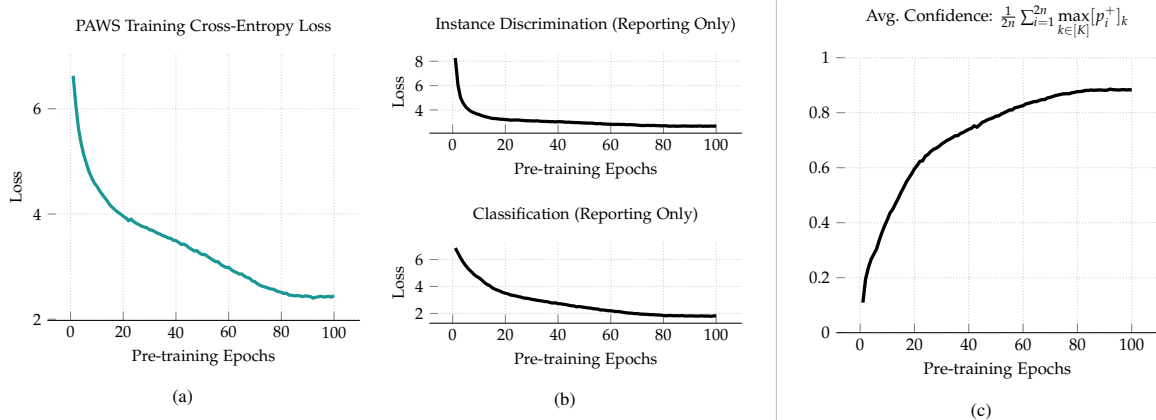 PAWS Training Cross-Entropy Loss
6
4
2
Loss
0 20 40 60 80 100
Pre-training Epochs
(a)
Instance Discrimination (Reporting Only)
8
6
4
Loss
0 20 40 60 80 100
Pre-training Epochs
Classification (Reporting Only)
6
4
2
Loss
0 20 40 60 80 100
Pre-training Epochs
(b)
Avg. Confidence: $\frac{1}{2n} \sum_{i=1}^{2n} \max_{k \in [K]} [p_i^+]_k$
1
0.8
0.6
0.4
0.2
0
0 20 40 60 80 100
Pre-training Epochs
(c)